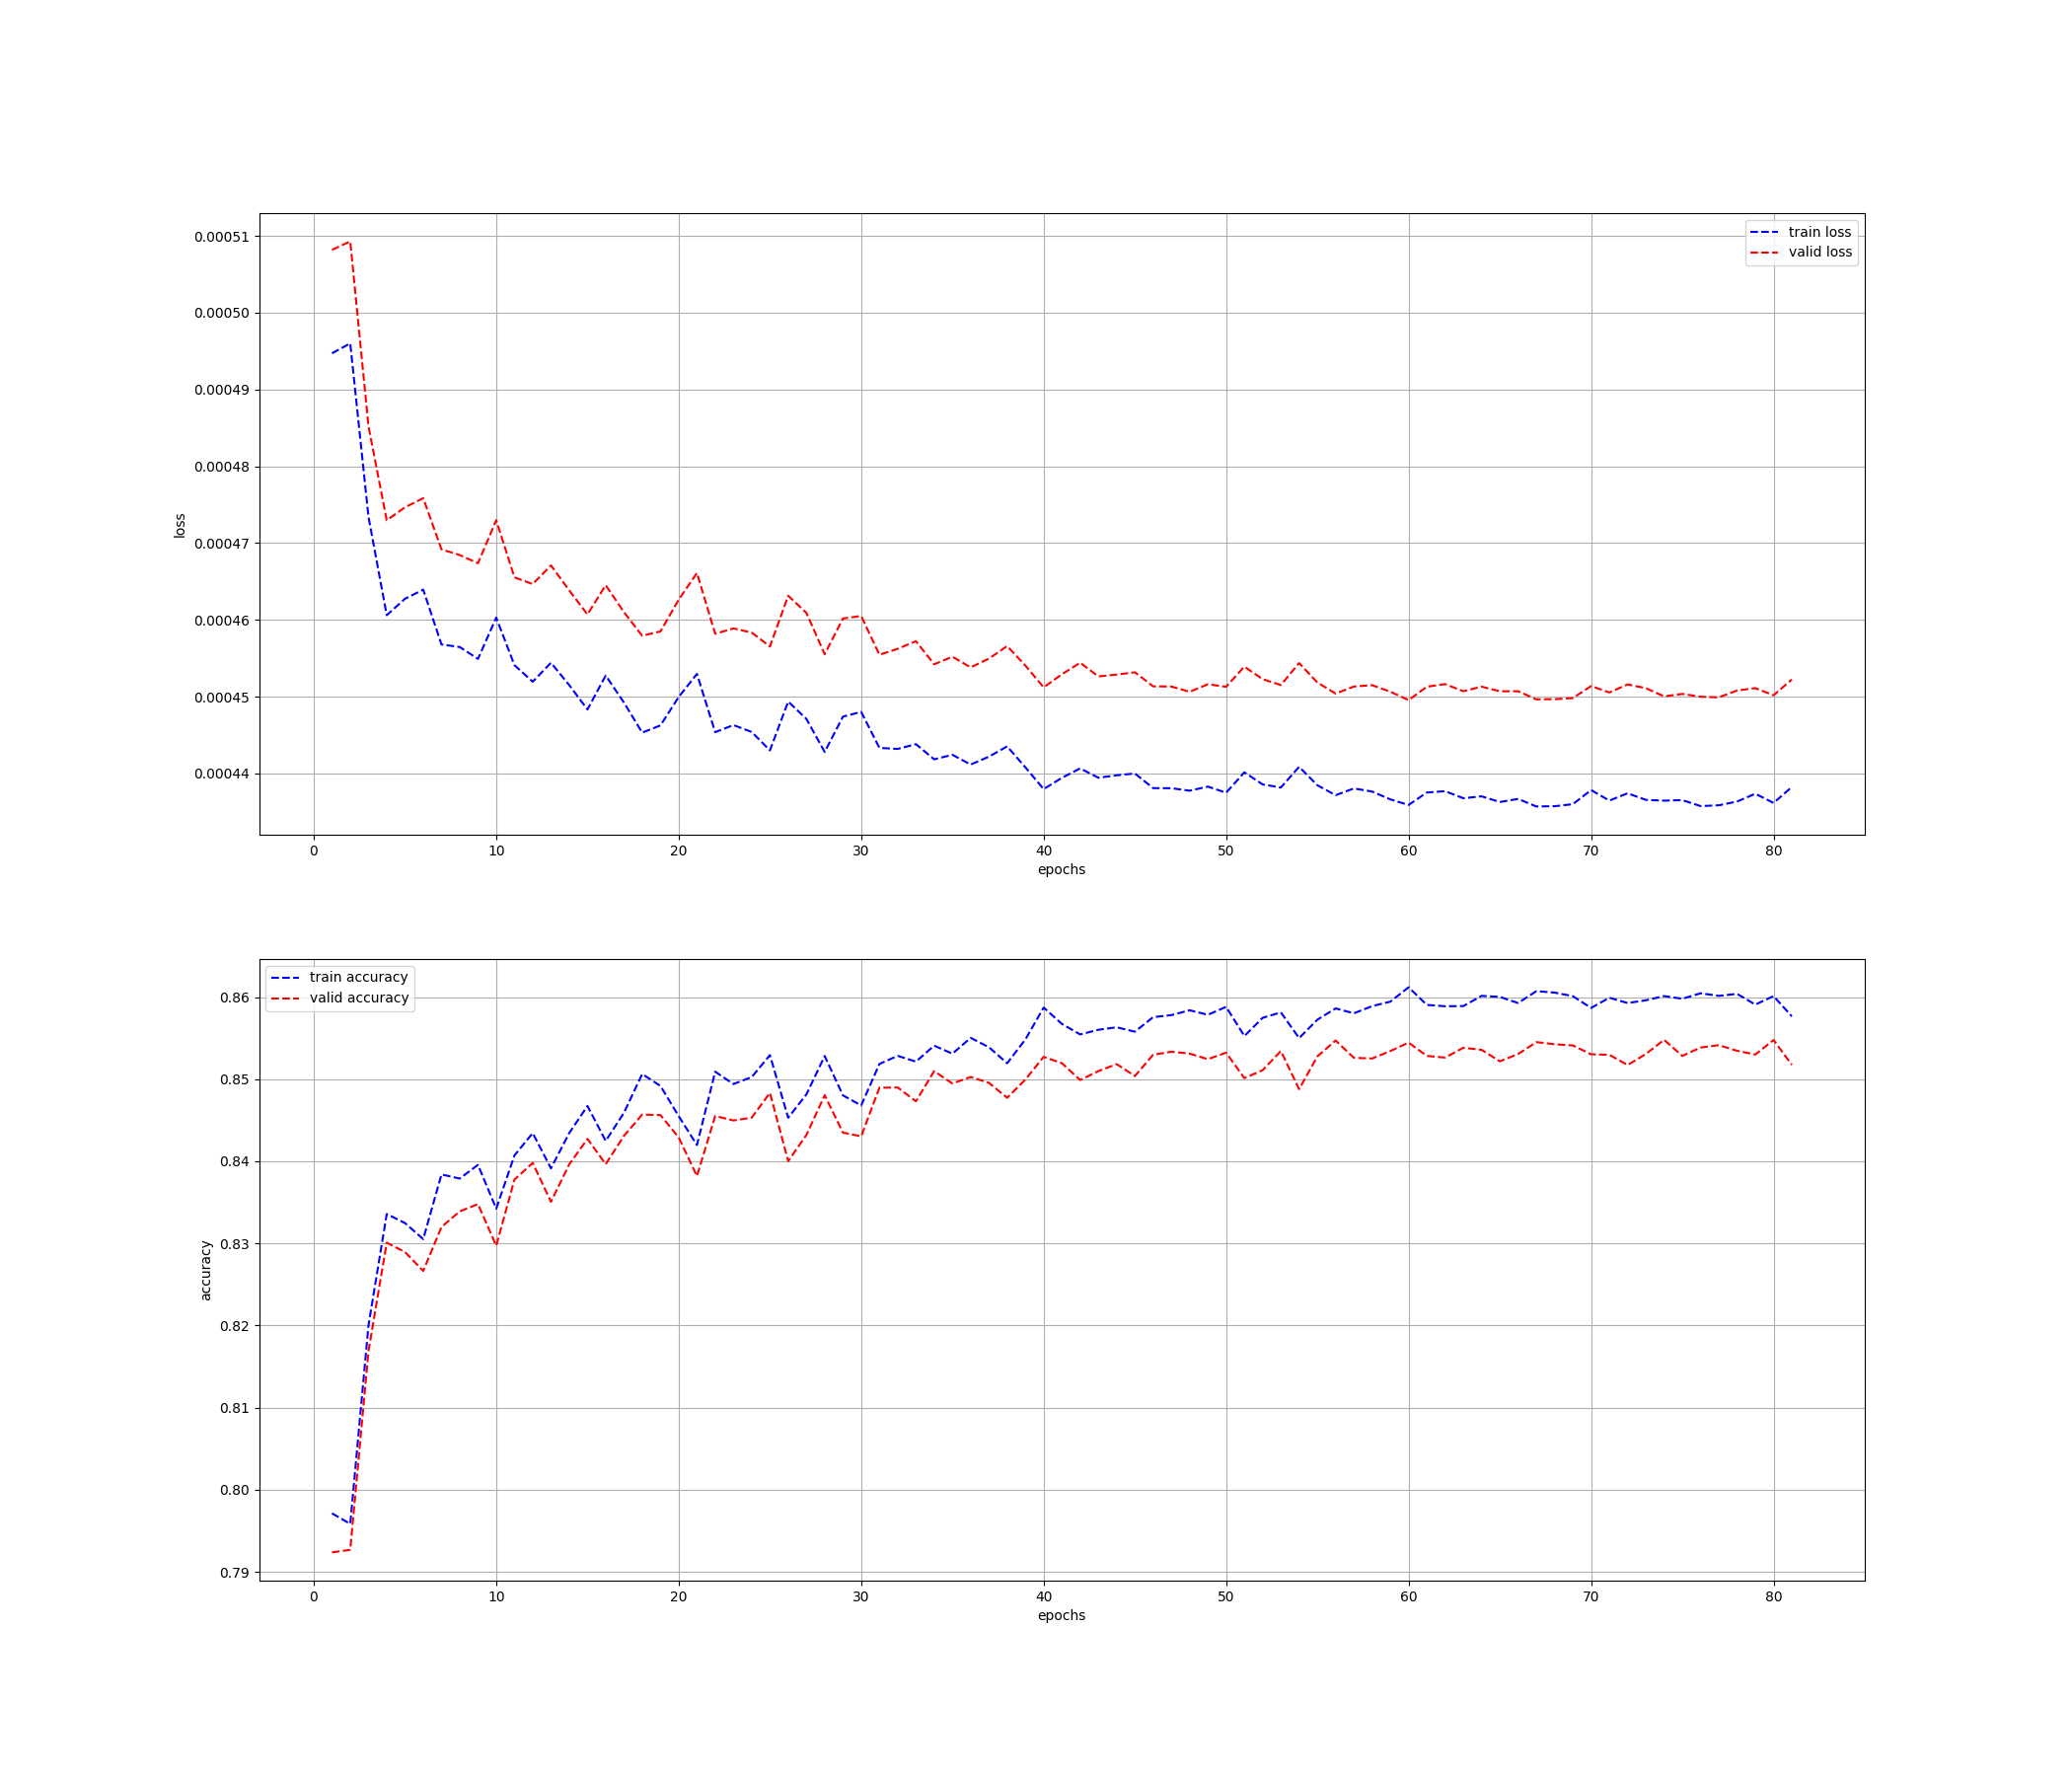 0.00051
0.00050
0.00049
0.00048
0.00047
0.00046
0.00045
0.00044
loss
train loss
valid loss
0 10 20 30 40 50 60 70 80
epochs
train accuracy
valid accuracy
0.86
0.85
0.84
0.83
0.82
0.81
0.80
0.79
accuracy
0 10 20 30 40 50 60 70 80
epochs